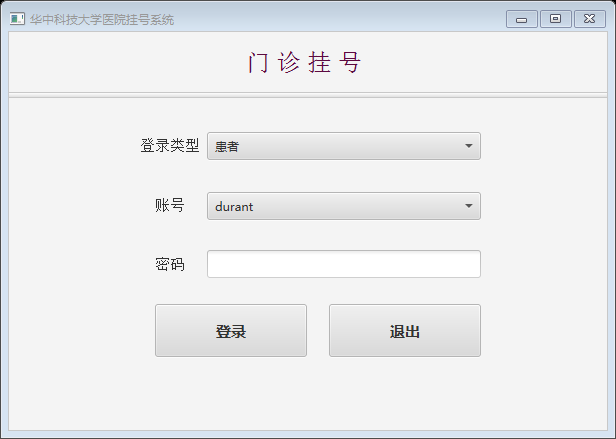 华中科技大学医院挂号系统
门诊挂号
登录类型 患者
账号 durant
密码
登录 退出